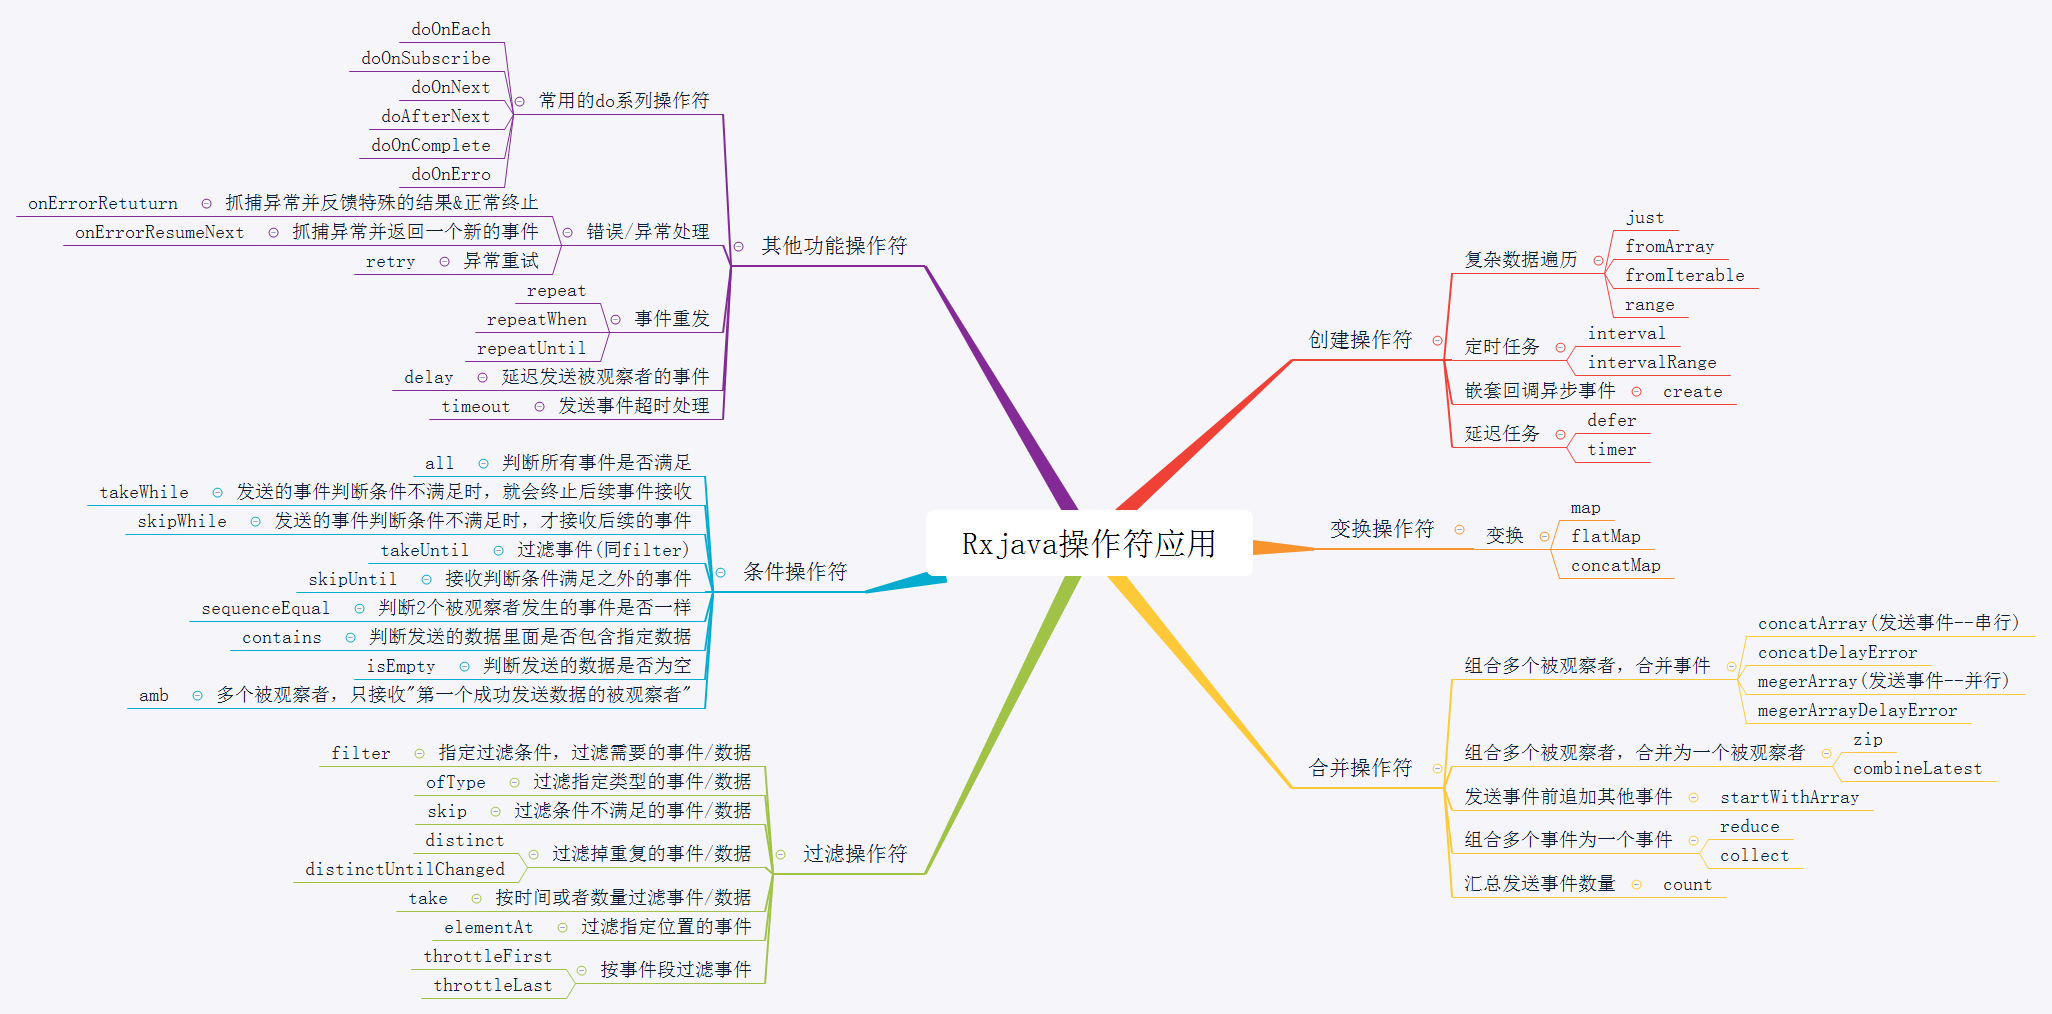 Rxjava操作符应用
创建操作符
复杂数据遍历
just
fromArray
fromIterable
range
定时任务
interval
intervalRange
嵌套回调异步事件
create
延迟任务
defer
timer
变换操作符
变换
map
flatMap
concatMap
合并操作符
组合多个被观察者，合并事件
concatArray(发送事件--串行)
concatDelayError
megerArray(发送事件--并行)
megerArrayDelayError
组合多个被观察者，合并为一个被观察者
zip
combineLatest
发送事件前追加其他事件
startWithArray
组合多个事件为一个事件
reduce
collect
汇总发送事件数量
count
其他功能操作符
常用的do系列操作符
doOnEach
doOnSubscribe
doOnNext
doAfterNext
doOnComplete
doOnErro
错误/异常处理
抓捕异常并反馈特殊的结果&正常终止
onErrorRetuturn
抓捕异常并返回一个新的事件
onErrorResumeNext
异常重试
retry
事件重发
repeat
repeatWhen
repeatUntil
延迟发送被观察者的事件
delay
发送事件超时处理
timeout
条件操作符
判断所有事件是否满足
all
发送的事件判断条件不满足时，就会终止后续事件接收
takeWhile
发送的事件判断条件不满足时，才接收后续的事件
skipWhile
过滤事件(同filter)
takeUntil
接收判断条件满足之外的事件
skipUntil
判断2个被观察者发生的事件是否一样
sequenceEqual
判断发送的数据里面是否包含指定数据
contains
判断发送的数据是否为空
isEmpty
多个被观察者，只接收"第一个成功发送数据的被观察者"
amb
过滤操作符
指定过滤条件，过滤需要的事件/数据
filter
过滤指定类型的事件/数据
ofType
过滤条件不满足的事件/数据
skip
过滤掉重复的事件/数据
distinct
distinctUntilChanged
按时间或者数量过滤事件/数据
take
过滤指定位置的事件
elementAt
按事件段过滤事件
throttleFirst
throttleLast